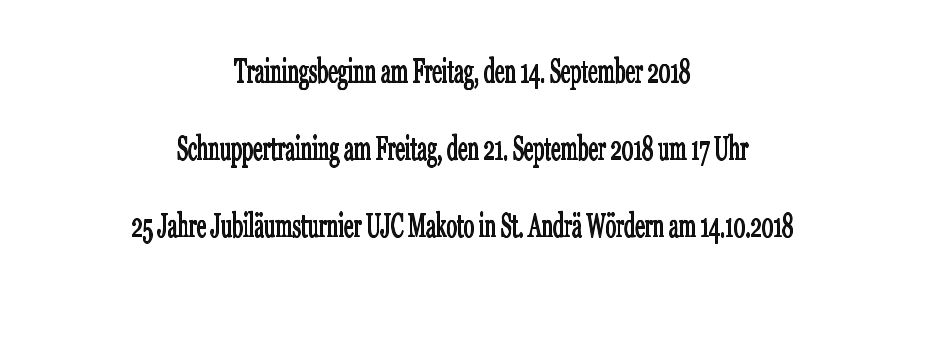 Trainingsbeginn am Freitag, den 14. September 2018
Schnuppertraining am Freitag, den 21. September 2018 um 17 Uhr
25 Jahre Jubiläumsturnier UJC Makoto in St. Andrä Wördern am 14.10.2018